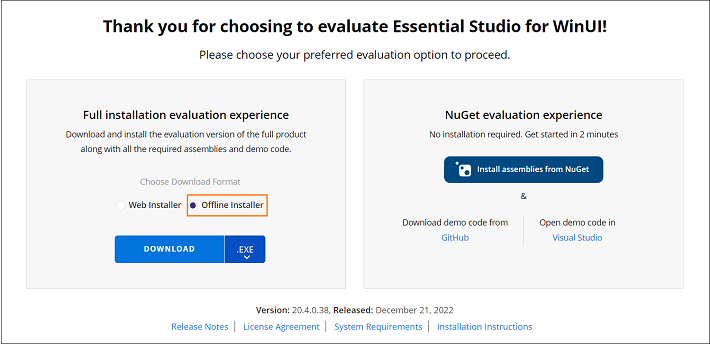 Thank you for choosing to evaluate Essential Studio for WinUI!
Please choose your preferred evaluation option to proceed.
Full installation evaluation experience
Download and install the evaluation version of the full product
along with all the required assemblies and demo code.
Choose Download Format
Web Installer Offline Installer
DOWNLOAD .EXE
NuGet evaluation experience
No installation required. Get started in 2 minutes
Install assemblies from NuGet
&
Download demo code from
GitHub
Open demo code in
Visual Studio
Version: 20.4.0.38, Released: December 21, 2022
Release Notes | License Agreement | System Requirements | Installation Instructions